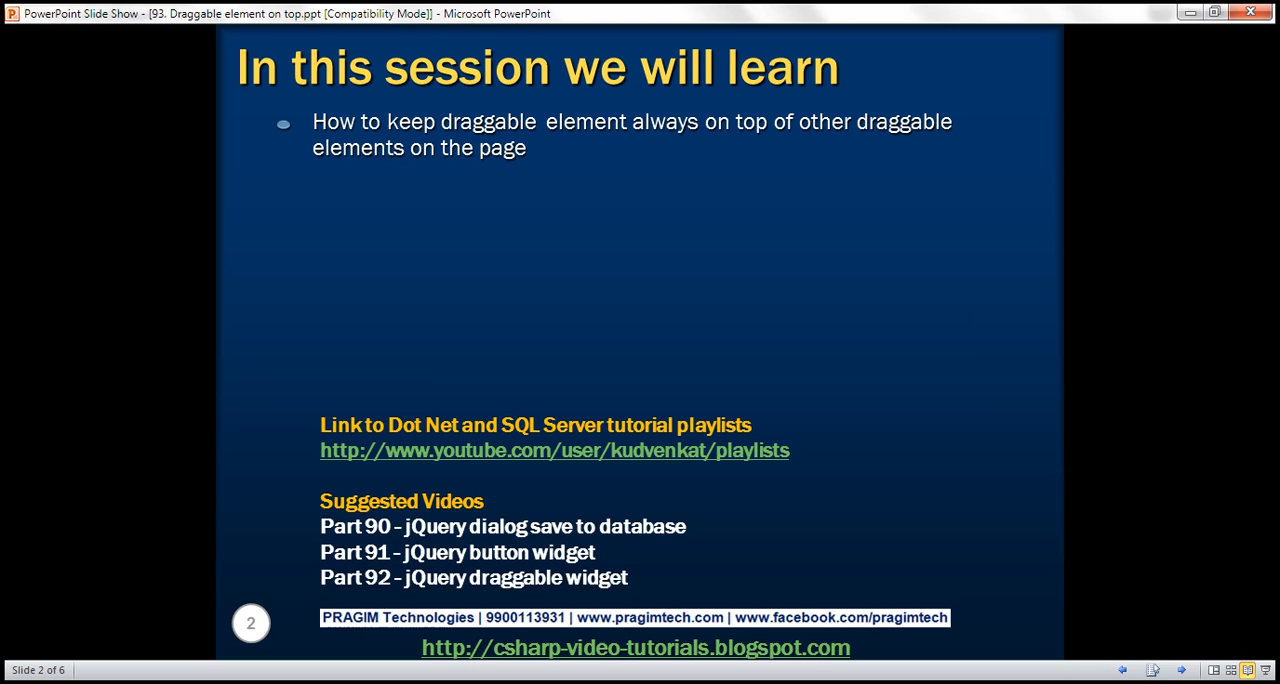 PowerPoint Slide Show - [93. Draggable element on top.ppt [Compatibility Mode]] - Microsoft PowerPoint
In this session we will learn
How to keep draggable element always on top of other draggable
elements on the page
Link to Dot Net and SQL Server tutorial playlists
http://www.youtube.com/user/kudvenkat/playlists
Suggested Videos
Part 90 - jQuery dialog save to database
Part 91 - jQuery button widget
Part 92 - jQuery draggable widget
2
PRAGIM Technologies | 9900113931 | www.pragimtech.com | www.facebook.com/pragimtech
http://csharp-video-tutorials.blogspot.com
Slide 2 of 6